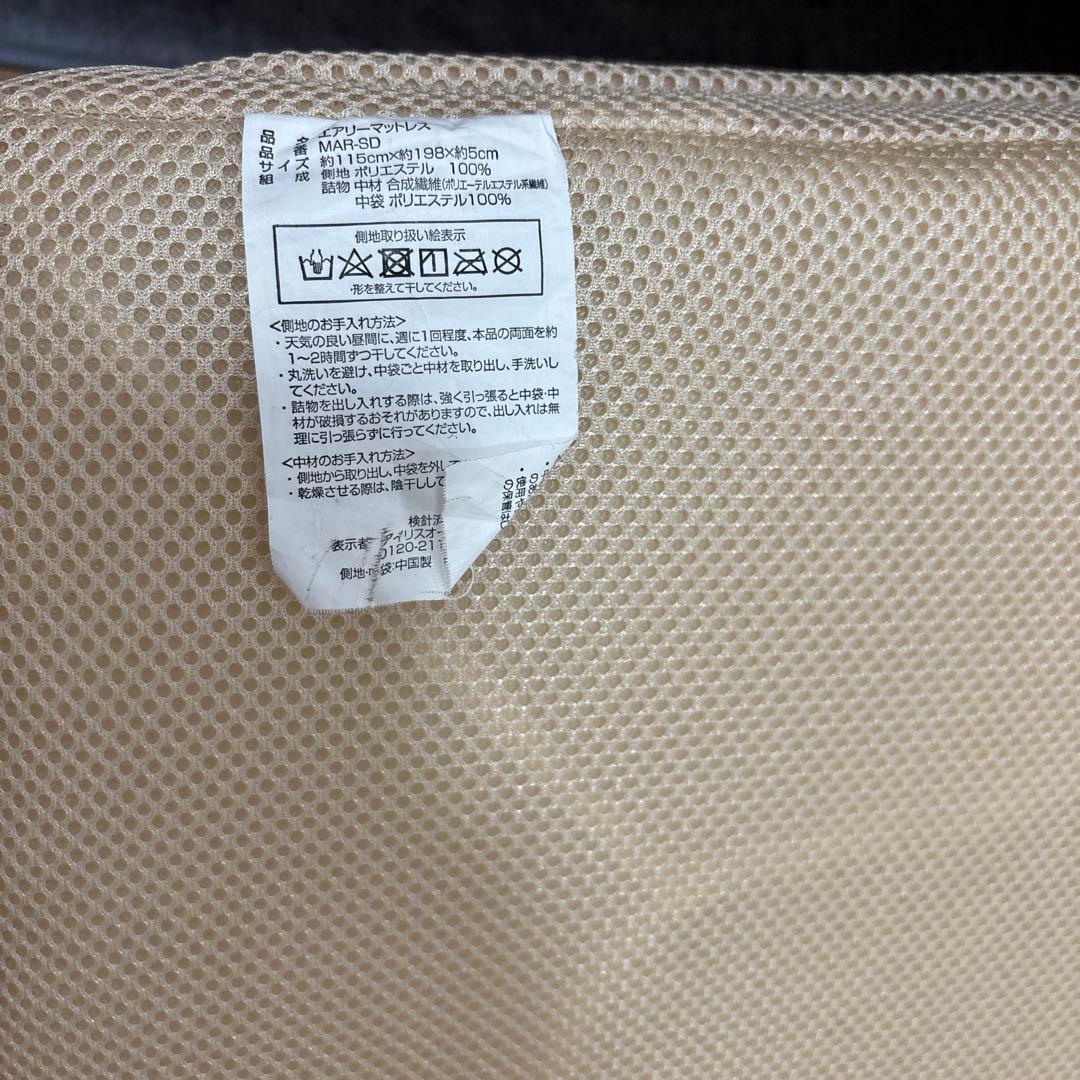 品名 エアリーマットレス
品番 MAR-SD
サイズ 約115cm×約198×約5cm
組成 側地 ポリエステル 100%
詰物 中材 合成繊維(ポリエーテルエステル系繊維)
中袋 ポリエステル100%
側地取り扱い絵表示
・形を整えて干してください。
<側地のお手入れ方法>
・天気の良い昼間に、週に1回程度、本品の両面を約
1〜2時間ずつ干してください。
・丸洗いを避け、中袋ごと中材を取り出し、手洗いし
てください。
・詰物を出し入れする際は、強く引っ張ると中袋・中
材が破損するおそれがありますので、出し入れは無
理に引っ張らずに行ってください。
<中材のお手入れ方法>
・側地から取り出し、中袋を外して
・乾燥させる際は、陰干しして
検針済
表示者 アイリスオー
0120-21
側地・中袋:中国製